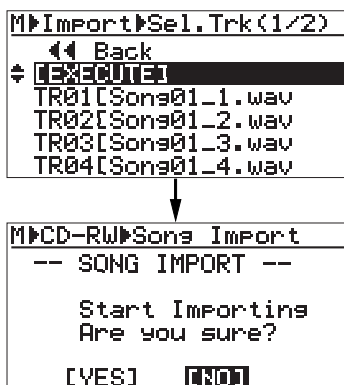 M▶Import▶Sel.Trk(1/2)
◀◀ Back
[EXECUTE]
TR01[Song01_1.wav
TR02[Song01_2.wav
TR03[Song01_3.wav
TR04[Song01_4.wav
M▶CD-RW▶Song Import
-- SONG IMPORT --
Start Importing
Are you sure?
[YES] [NO]